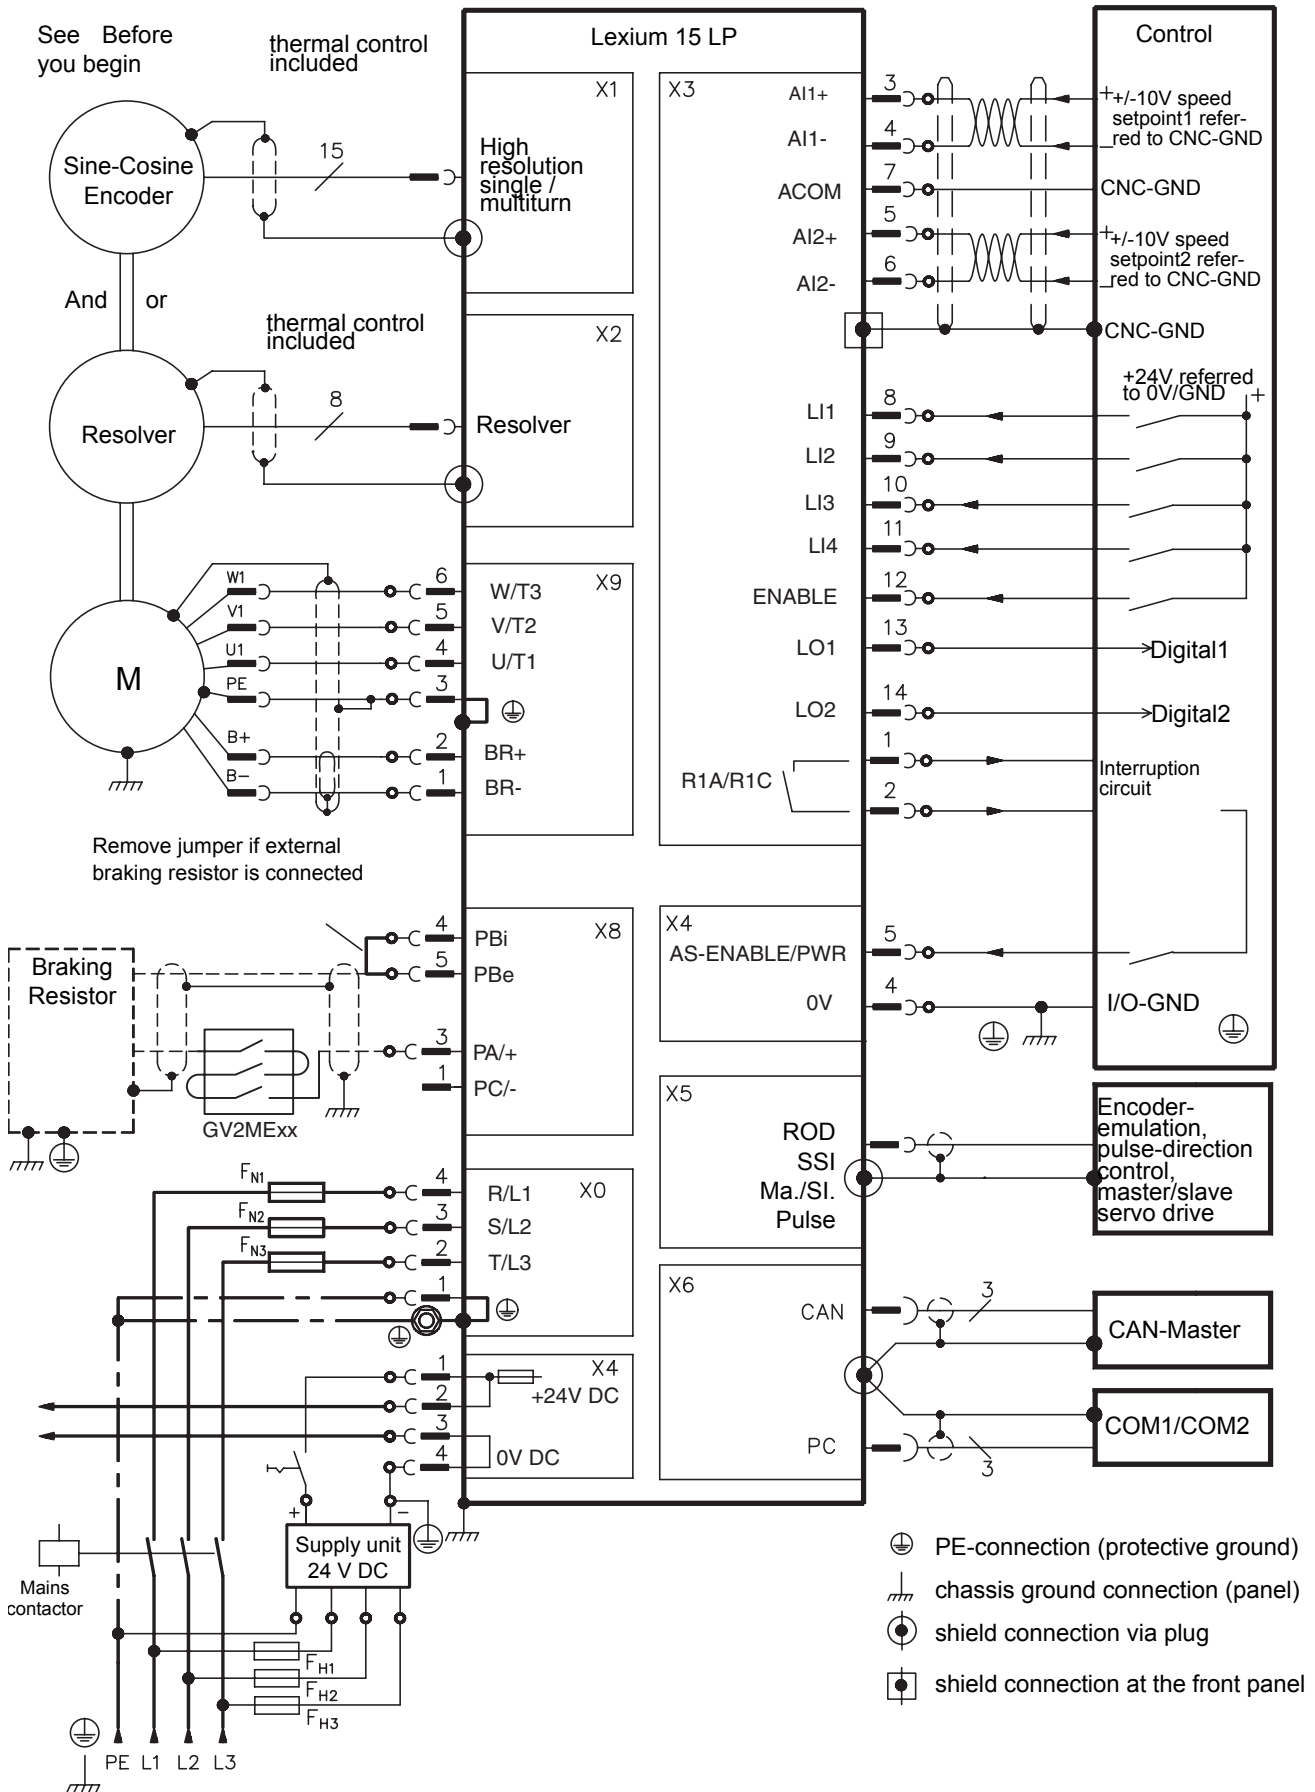 See Before
you begin
thermal control
included
Lexium 15 LP
Control
Sine-Cosine
Encoder
15
X1
High
resolution
single /
multiturn
And or
thermal control
included
Resolver
8
X2
Resolver
M
W1
V1
U1
PE
B+
B−
6
5
4
3
2
1
X9
W/T3
V/T2
U/T1
BR+
BR-
Remove jumper if external
braking resistor is connected
Braking
Resistor
GV2MExx
4
5
3
1
X8
PBi
PBe
PA/+
PC/-
FN1
FN2
FN3
4
3
2
1
X0
R/L1
S/L2
T/L3
1
2
3
4
X4
+24V DC
0V DC
+
−
Supply unit
24 V DC
Mains
contactor
FH1
FH2
FH3
PE L1 L2 L3
X3
AI1+
3
AI1-
4
ACOM
7
AI2+
5
AI2-
6
+
+/-10V speed
setpoint1 refer-
red to CNC-GND
−
CNC-GND
+
+/-10V speed
setpoint2 refer-
red to CNC-GND
−
CNC-GND
+24V referred
to 0V/GND
+
LI1
8
LI2
9
LI3
10
LI4
11
ENABLE
12
LO1
13
Digital1
LO2
14
Digital2
R1A/R1C
1
2
Interruption
circuit
X4
AS-ENABLE/PWR
5
0V
4
I/O-GND
X5
ROD
SSI
Ma./SI.
Pulse
Encoder-
emulation,
pulse-direction
control,
master/slave
servo drive
X6
CAN
3
CAN-Master
PC
3
COM1/COM2
PE-connection (protective ground)
chassis ground connection (panel)
shield connection via plug
shield connection at the front panel